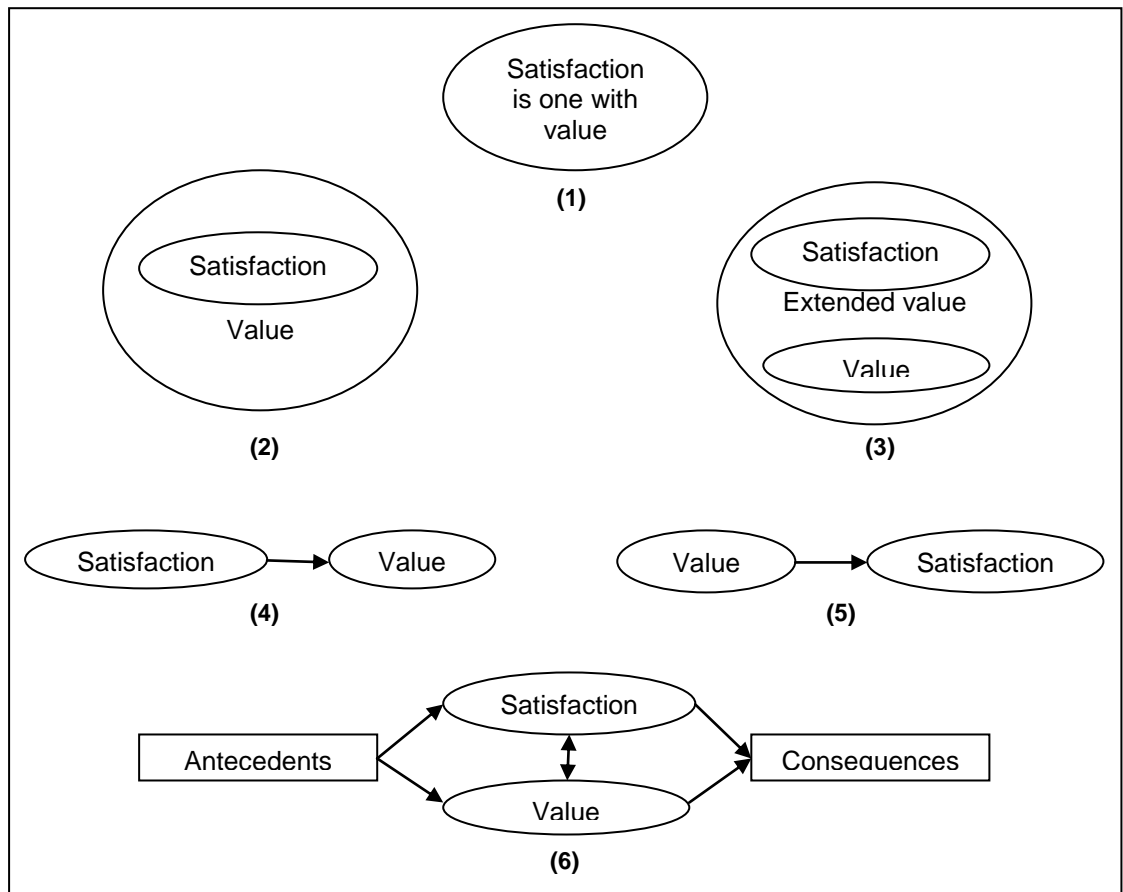 Satisfaction
is one with
value
(1)
Satisfaction
Value
(2)
Satisfaction
Extended value
Value
(3)
Satisfaction
Value
(4)
Value
Satisfaction
(5)
Satisfaction
Antecedents
Consequences
Value
(6)